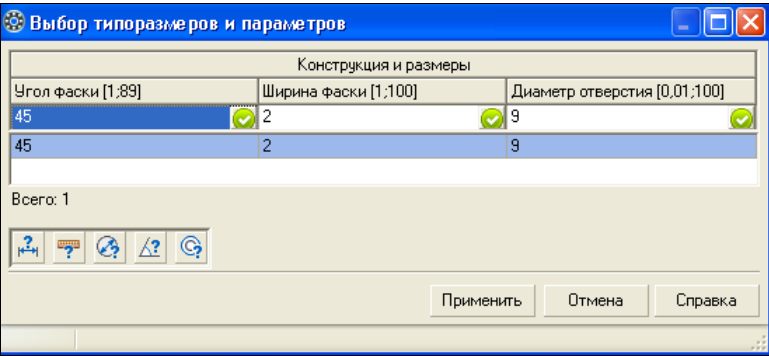 Выбор типоразмеров и параметров
Конструкция и размеры
Угол фаски [1;89] Ширина фаски [1;100] Диаметр отверстия [0,01;100]
45 2 9
45 2 9
Всего: 1
Применить Отмена Справка